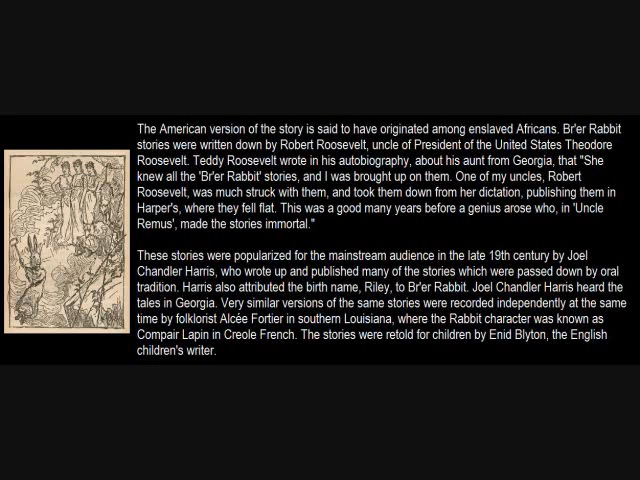 The American version of the story is said to have originated among enslaved Africans. Br'er Rabbit
stories were written down by Robert Roosevelt, uncle of President of the United States Theodore
Roosevelt. Teddy Roosevelt wrote in his autobiography, about his aunt from Georgia, that "She
knew all the 'Br'er Rabbit' stories, and I was brought up on them. One of my uncles, Robert
Roosevelt, was much struck with them, and took them down from her dictation, publishing them in
Harper's, where they fell flat. This was a good many years before a genius arose who, in 'Uncle
Remus', made the stories immortal."
These stories were popularized for the mainstream audience in the late 19th century by Joel
Chandler Harris, who wrote up and published many of the stories which were passed down by oral
tradition. Harris also attributed the birth name, Riley, to Br'er Rabbit. Joel Chandler Harris heard the
tales in Georgia. Very similar versions of the same stories were recorded independently at the same
time by folklorist Alcée Fortier in southern Louisiana, where the Rabbit character was known as
Compair Lapin in Creole French. The stories were retold for children by Enid Blyton, the English
children's writer.